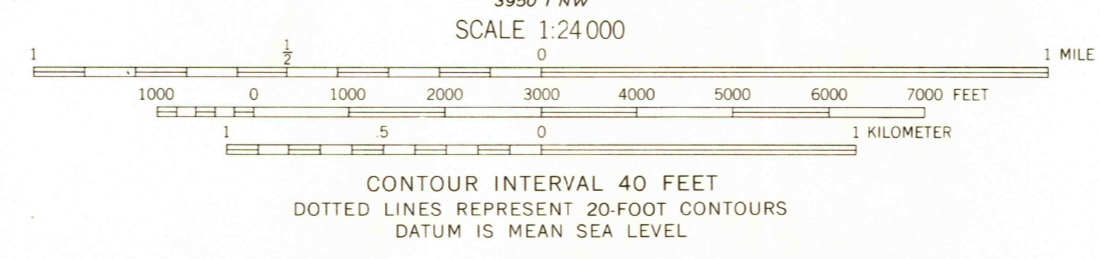 3950 I NW
SCALE 1:24 000
1 1/2 0 1 MILE
1000 0 1000 2000 3000 4000 5000 6000 7000 FEET
1 .5 0 1 KILOMETER
CONTOUR INTERVAL 40 FEET
DOTTED LINES REPRESENT 20-FOOT CONTOURS
DATUM IS MEAN SEA LEVEL